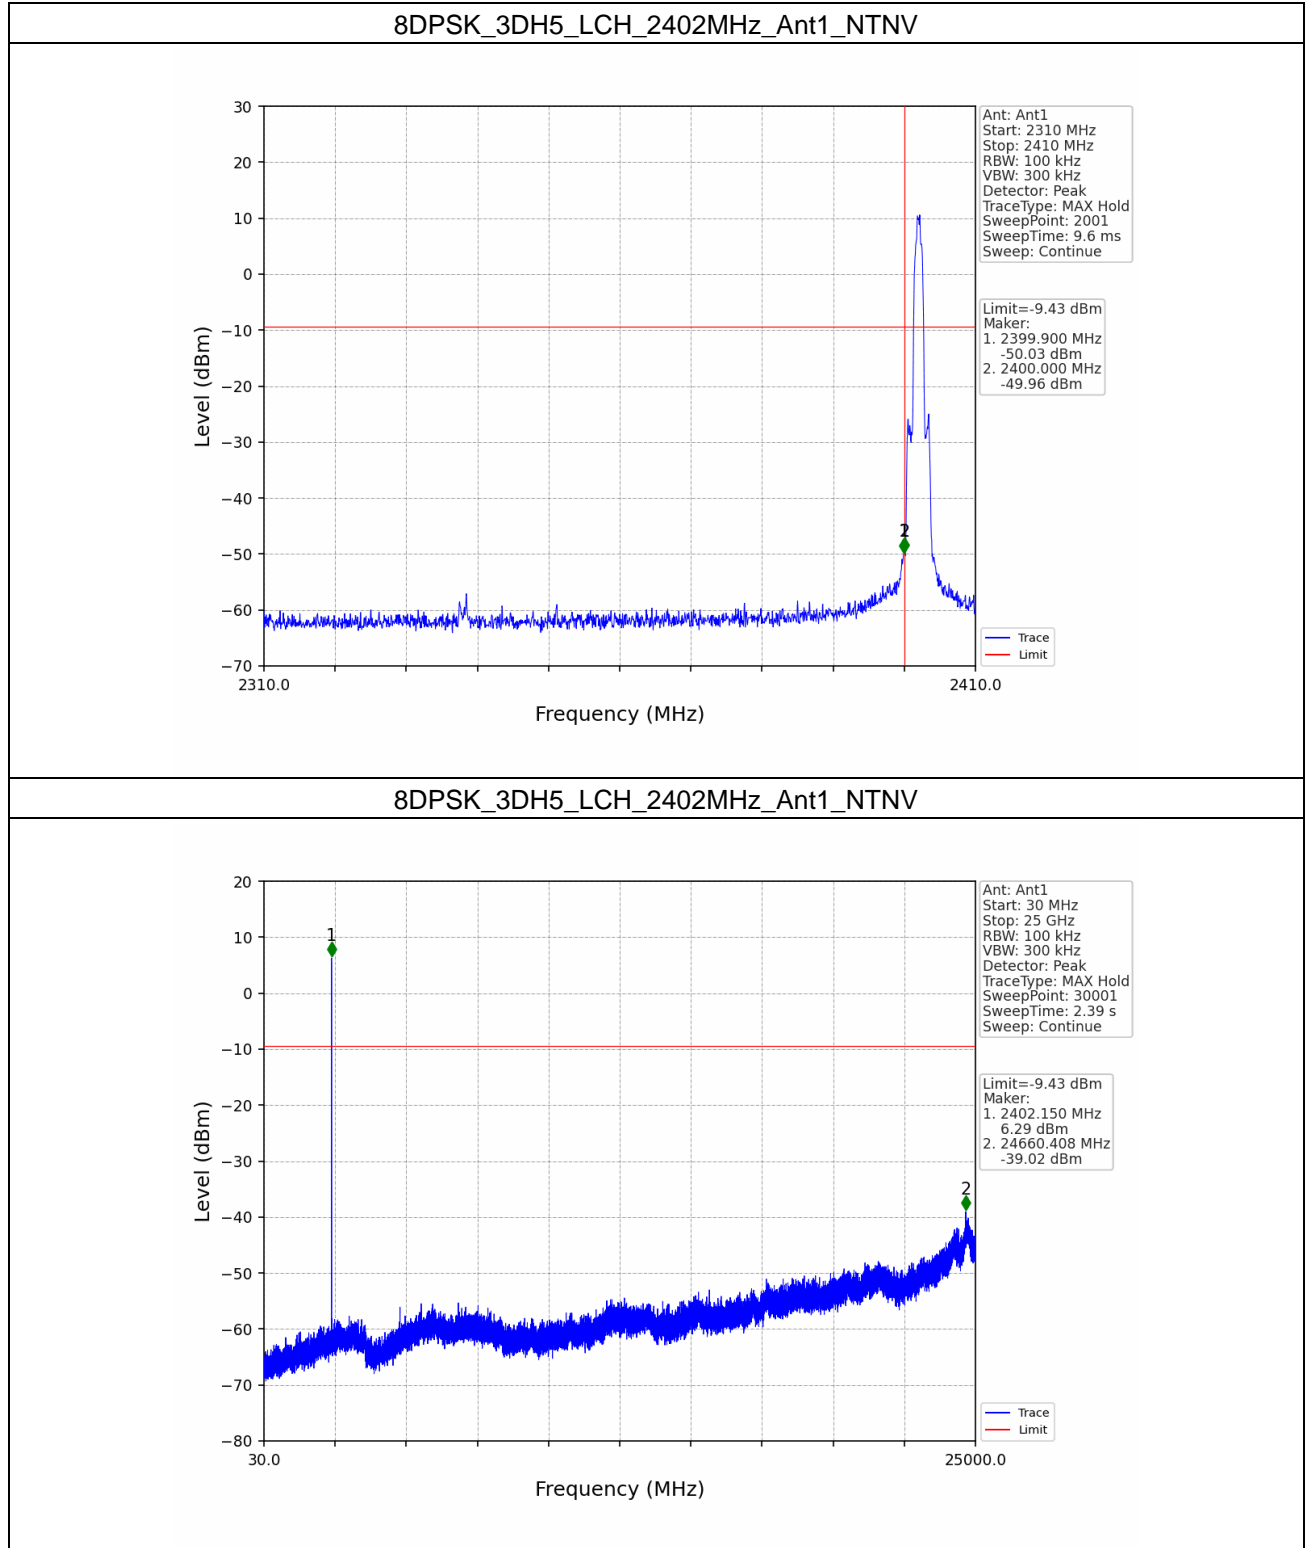 8DPSK_3DH5_LCH_2402MHz_Ant1_NTNV
30
20
10
0
−10
−20
−30
−40
−50
−60
−70
Level (dBm)
2310.0
2410.0
Frequency (MHz)
1
2
Ant: Ant1
Start: 2310 MHz
Stop: 2410 MHz
RBW: 100 kHz
VBW: 300 kHz
Detector: Peak
TraceType: MAX Hold
SweepPoint: 2001
SweepTime: 9.6 ms
Sweep: Continue
Limit=-9.43 dBm
Maker:
1. 2399.900 MHz
-50.03 dBm
2. 2400.000 MHz
-49.96 dBm
Trace
Limit
8DPSK_3DH5_LCH_2402MHz_Ant1_NTNV
20
10
0
−10
−20
−30
−40
−50
−60
−70
−80
Level (dBm)
30.0
25000.0
Frequency (MHz)
1
2
Ant: Ant1
Start: 30 MHz
Stop: 25 GHz
RBW: 100 kHz
VBW: 300 kHz
Detector: Peak
TraceType: MAX Hold
SweepPoint: 30001
SweepTime: 2.39 s
Sweep: Continue
Limit=-9.43 dBm
Maker:
1. 2402.150 MHz
6.29 dBm
2. 24660.408 MHz
-39.02 dBm
Trace
Limit